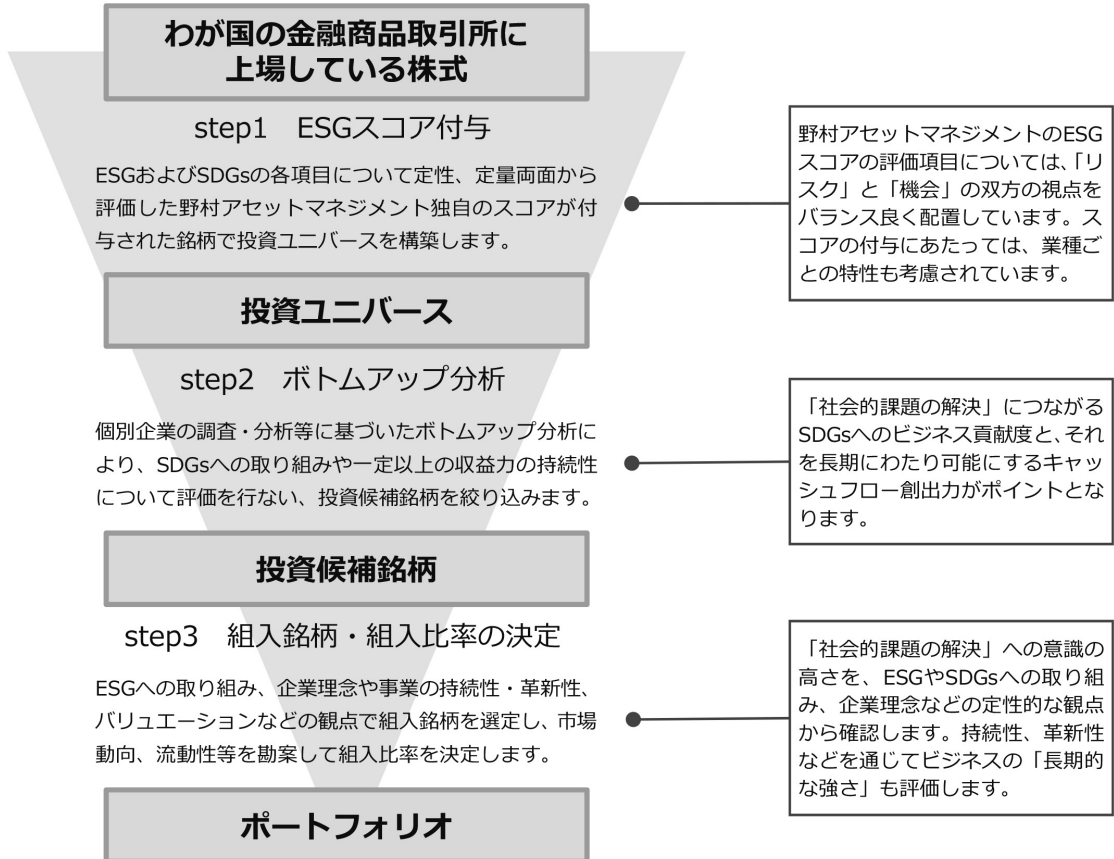 わが国の金融商品取引所に
上場している株式
step1　ESGスコア付与
ESGおよびSDGsの各項目について定性、定量両面から
評価した野村アセットマネジメント独自のスコアが付
与された銘柄で投資ユニバースを構築します。
野村アセットマネジメントのESG
スコアの評価項目については、「リ
スク」と「機会」の双方の視点を
バランス良く配置しています。ス
コアの付与にあたっては、業種ご
との特性も考慮されています。
投資ユニバース
step2　ボトムアップ分析
個別企業の調査・分析等に基づいたボトムアップ分析に
より、SDGsへの取り組みや一定以上の収益力の持続性
について評価を行ない、投資候補銘柄を絞り込みます。
「社会的課題の解決」につながる
SDGsへのビジネス貢献度と、それ
を長期にわたり可能にするキャッ
シュフロー創出力がポイントとな
ります。
投資候補銘柄
step3　組入銘柄・組入比率の決定
ESGへの取り組み、企業理念や事業の持続性・革新性、
バリュエーションなどの観点で組入銘柄を選定し、市場
動向、流動性等を勘案して組入比率を決定します。
「社会的課題の解決」への意識の
高さを、ESGやSDGsへの取り組
み、企業理念などの定性的な観点
から確認します。持続性、革新性
などを通じてビジネスの「長期的
な強さ」も評価します。
ポートフォリオ